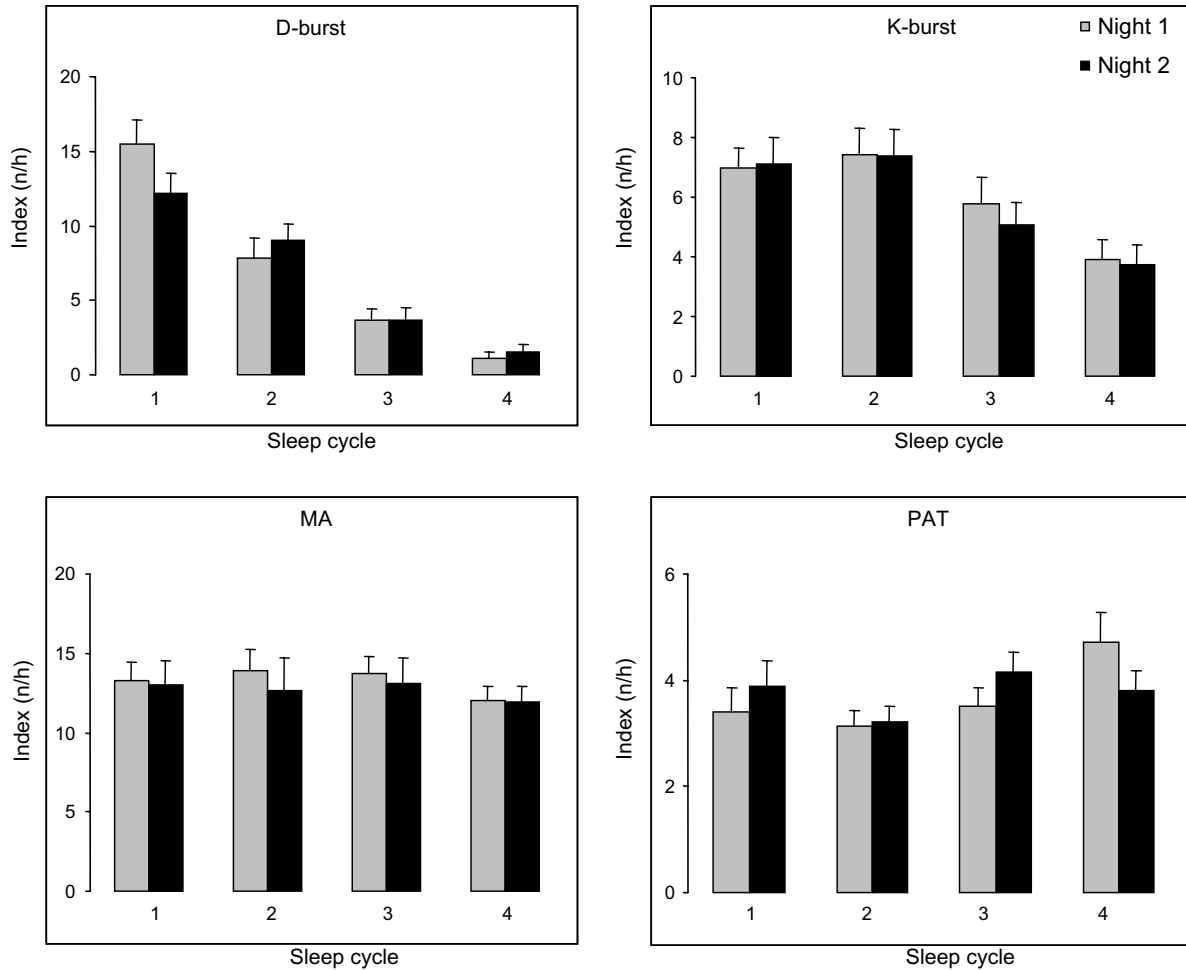 D-burst
20
15
10
5
0
Index (n/h)
1 2 3 4
Sleep cycle
K-burst
Night 1
Night 2
10
8
6
4
2
0
Index (n/h)
1 2 3 4
Sleep cycle
MA
20
15
10
5
0
Index (n/h)
1 2 3 4
Sleep cycle
PAT
6
4
2
0
Index (n/h)
1 2 3 4
Sleep cycle